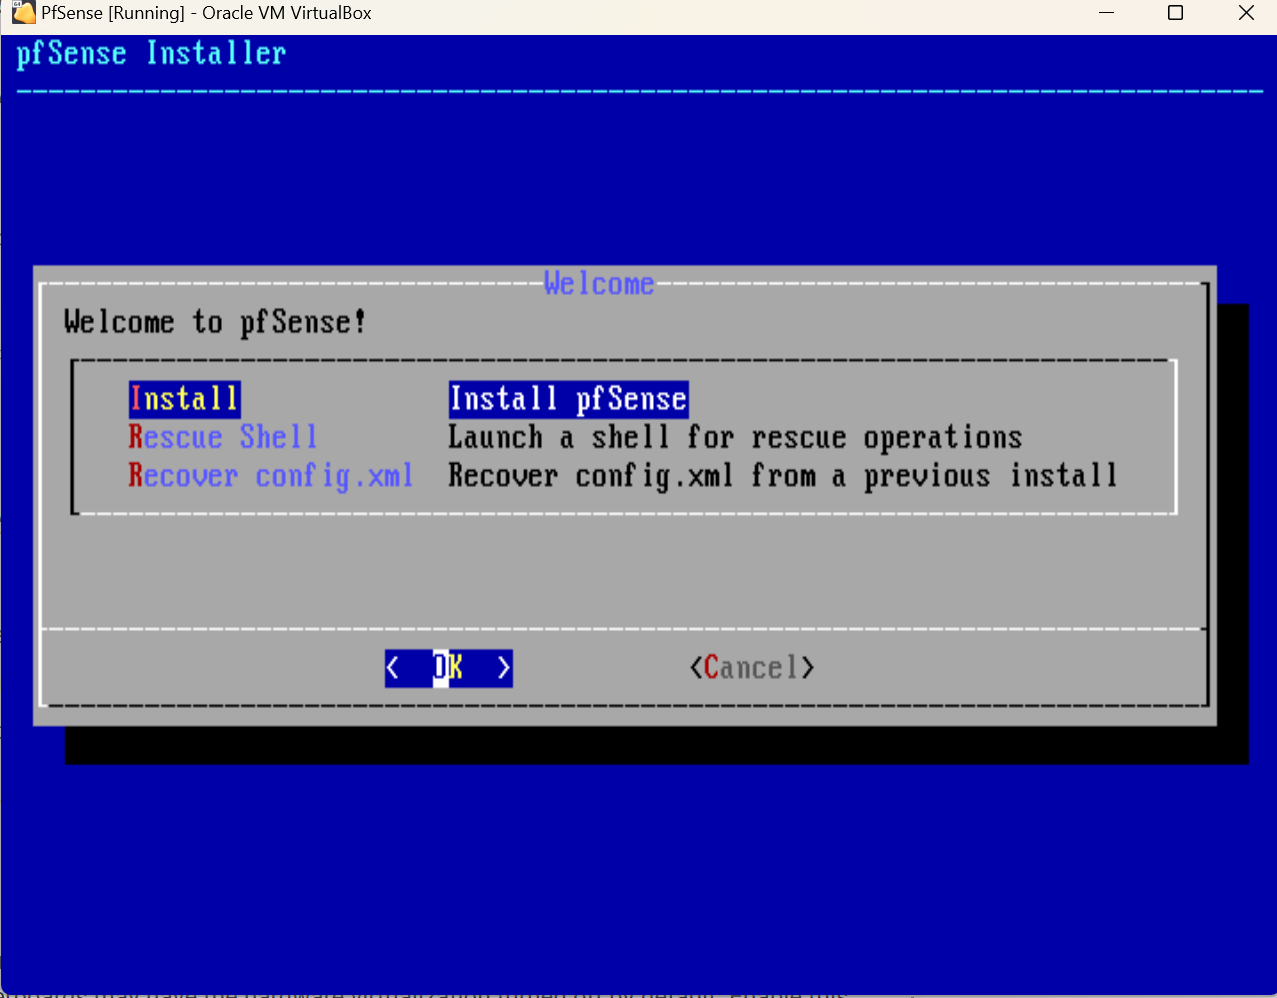 PfSense [Running] - Oracle VM VirtualBox
pfSense Installer
Welcome
Welcome to pfSense!
Install Install pfSense
Rescue Shell Launch a shell for rescue operations
Recover config.xml Recover config.xml from a previous install
< OK > <Cancel>